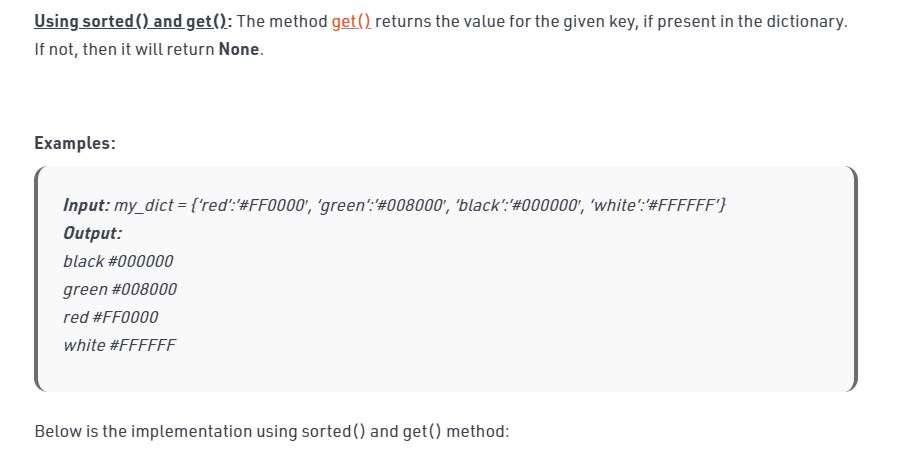 Using sorted() and get(): The method get() returns the value for the given key, if present in the dictionary.
If not, then it will return None.
Examples:
Input: my_dict = {‘red’:’#FF0000′, ‘green’:’#008000′, ‘black’:’#000000′, ‘white’:’#FFFFFF’}
Output:
black #000000
green #008000
red #FF0000
white #FFFFFF
Below is the implementation using sorted() and get() method: